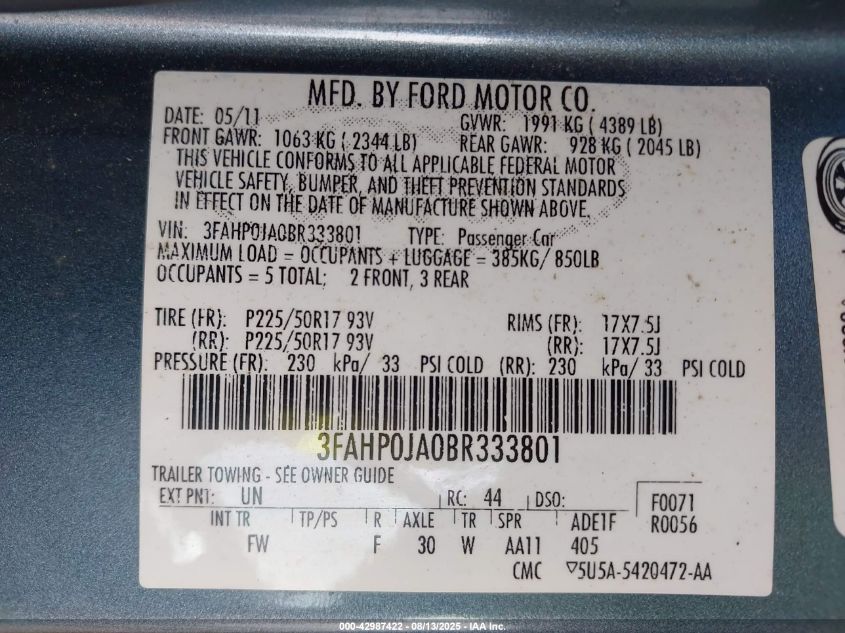 MFD. BY FORD MOTOR CO.
DATE: 05/11 GVWR: 1991 KG ( 4389 LB)
FRONT GAWR: 1063 KG ( 2344 LB) REAR GAWR: 928 KG ( 2045 LB)
THIS VEHICLE CONFORMS TO ALL APPLICABLE FEDERAL MOTOR
VEHICLE SAFETY, BUMPER, AND THEFT PREVENTION STANDARDS
IN EFFECT ON THE DATE OF MANUFACTURE SHOWN ABOVE.
VIN: 3FAHP0JA0BR333801 TYPE: Passenger Car
MAXIMUM LOAD = OCCUPANTS + LUGGAGE = 385KG/ 850LB
OCCUPANTS = 5 TOTAL; 2 FRONT, 3 REAR
TIRE (FR): P225/50R17 93V RIMS (FR): 17X7.5J
(RR): P225/50R17 93V (RR): 17X7.5J
PRESSURE (FR): 230 kPa/ 33 PSI COLD (RR): 230 kPa/ 33 PSI COLD
3FAHP0JA0BR333801
TRAILER TOWING - SEE OWNER GUIDE
EXT PNT: UN RC: 44 DSO: F0071
INT TR TP/PS R AXLE TR SPR ADE1F R0056
FW F 30 W AA11 405
CMC ▽5U5A-5420472-AA
000-42987422 - 08/13/2025 - IAA Inc.